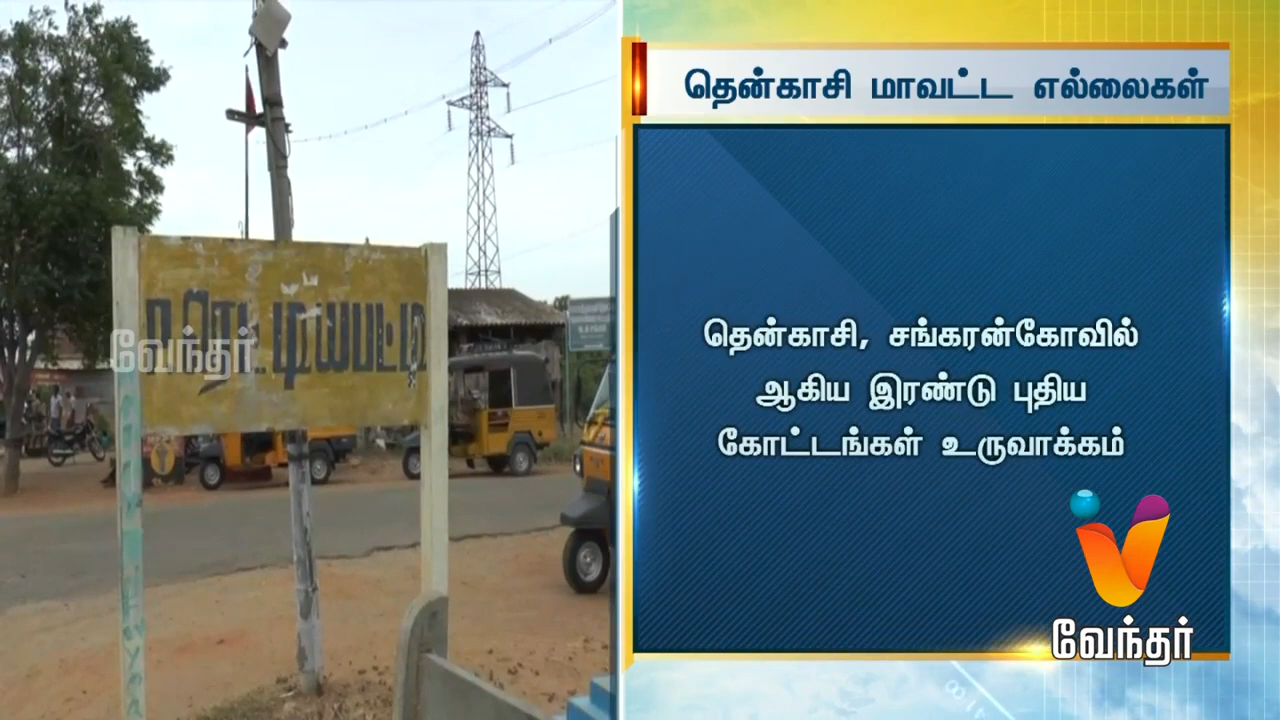 தென்காசி மாவட்ட எல்லைகள்
தென்காசி, சங்கரன்கோவில்
ஆகிய இரண்டு புதிய
கோட்டங்கள் உருவாக்கம்
வேந்தர்
வேந்தர்